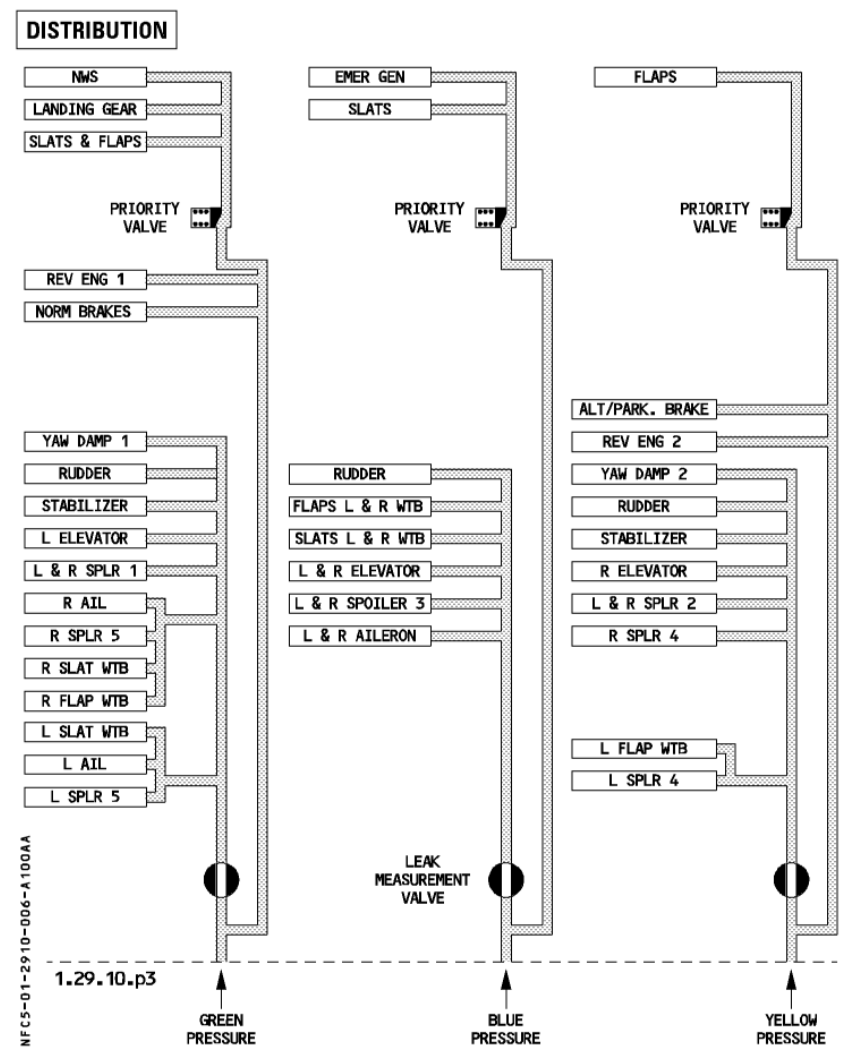 DISTRIBUTION
NWS
LANDING GEAR
SLATS & FLAPS
PRIORITY
VALVE
REV ENG 1
NORM BRAKES
YAW DAMP 1
RUDDER
STABILIZER
L ELEVATOR
L & R SPLR 1
R AIL
R SPLR 5
R SLAT WTB
R FLAP WTB
L SLAT WTB
L AIL
L SPLR 5
EMER GEN
SLATS
PRIORITY
VALVE
RUDDER
FLAPS L & R WTB
SLATS L & R WTB
L & R ELEVATOR
L & R SPOILER 3
L & R AILERON
LEAK
MEASUREMENT
VALVE
FLAPS
PRIORITY
VALVE
ALT/PARK. BRAKE
REV ENG 2
YAW DAMP 2
RUDDER
STABILIZER
R ELEVATOR
L & R SPLR 2
R SPLR 4
L FLAP WTB
L SPLR 4
NFC5-01-2910-006-A100AA
1.29.10.p3
GREEN
PRESSURE
BLUE
PRESSURE
YELLOW
PRESSURE